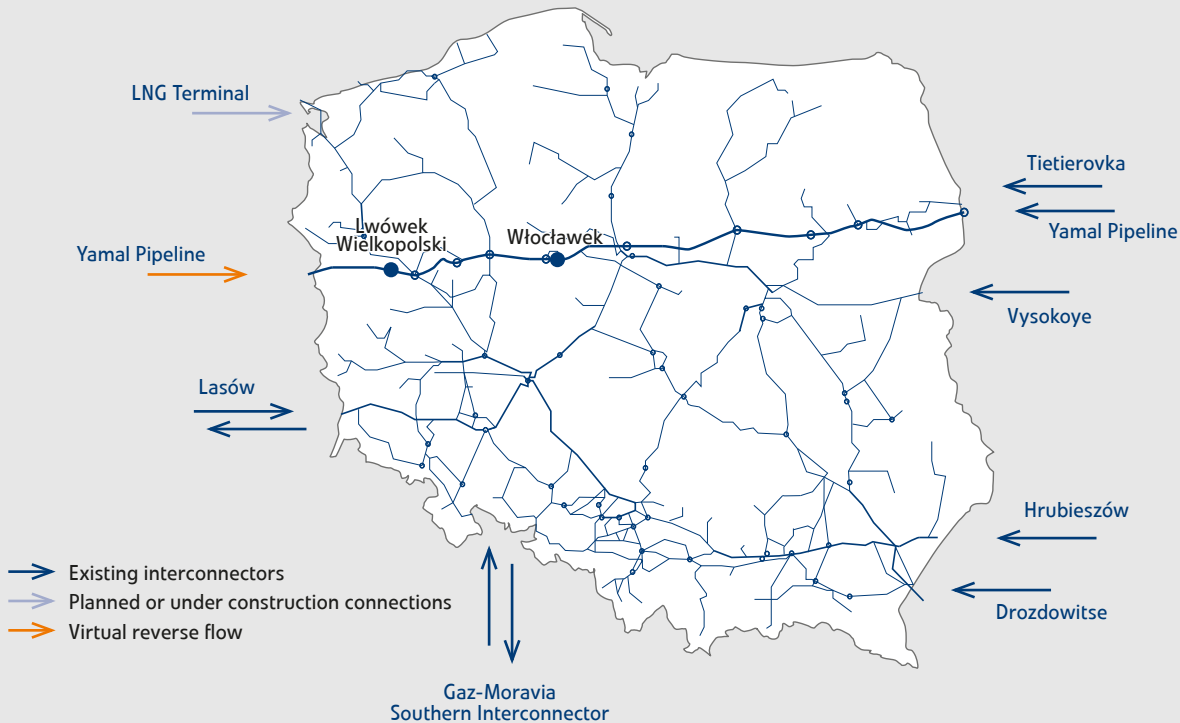 LNG Terminal
Tietierovka
Yamal Pipeline
Lwówek
Wielkopolski
Włocławek
Yamal Pipeline
Vysokoye
Lasów
Hrubieszów
Existing interconnectors
Planned or under construction connections
Virtual reverse flow
Drozdowitse
Gaz-Moravia
Southern Interconnector